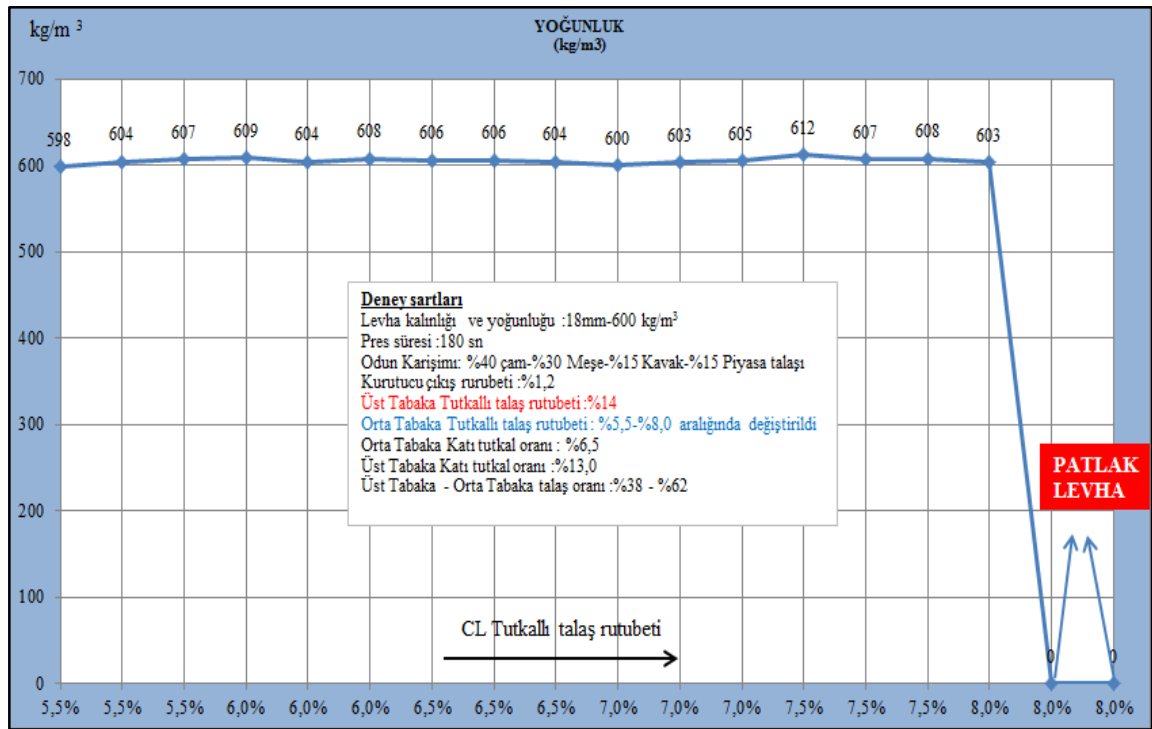 kg/m ³
YOĞUNLUK
(kg/m3)
700
600
500
400
300
200
100
0
598 604 607 609 604 608 606 606 604 600 603 605 612 607 608 603 0 0
Deney sartları
Levha kalınlığı ve yoğunluğu :18mm-600 kg/m³
Pres süresi :180 sn
Odun Karişimı: %40 çam-%30 Meşe-%15 Kavak-%15 Piyasa talaşı
Kurutucu çıkış rurubeti :%1,2
Üst Tabaka Tutkallı talaş rutubeti :%14
Orta Tabaka Tutkallı talaş rutubeti : %5,5-%8,0 aralığında değiştirildi
Orta Tabaka Katı tutkal oranı : %6,5
Üst Tabaka Katı tutkal oranı :%13,0
Üst Tabaka - Orta Tabaka talaş oranı :%38 - %62
PATLAK
LEVHA
CL Tutkallı talaş rutubeti
5,5% 5,5% 5,5% 6,0% 6,0% 6,0% 6,5% 6,5% 6,5% 7,0% 7,0% 7,0% 7,5% 7,5% 7,5% 8,0% 8,0% 8,0%